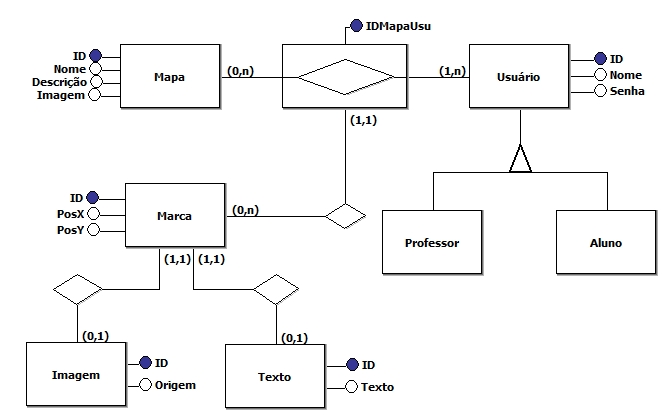 IDMapaUsu
ID
Nome
Descrição
Imagem
Mapa
(0,n)
(1,n)
Usuário
ID
Nome
Senha
(1,1)
ID
PosX
PosY
Marca
(0,n)
Professor
Aluno
(1,1)
(1,1)
(0,1)
(0,1)
Imagem
ID
Origem
Texto
ID
Texto